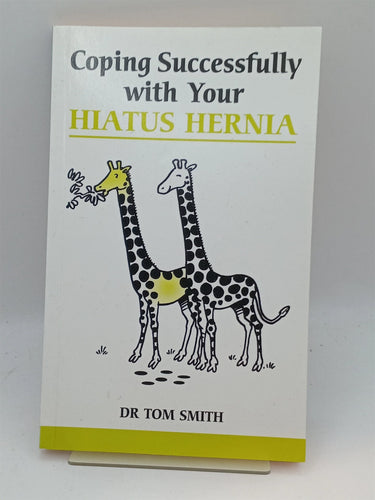 Coping Successfully
with Your
HIATUS HERNIA
DR TOM SMITH